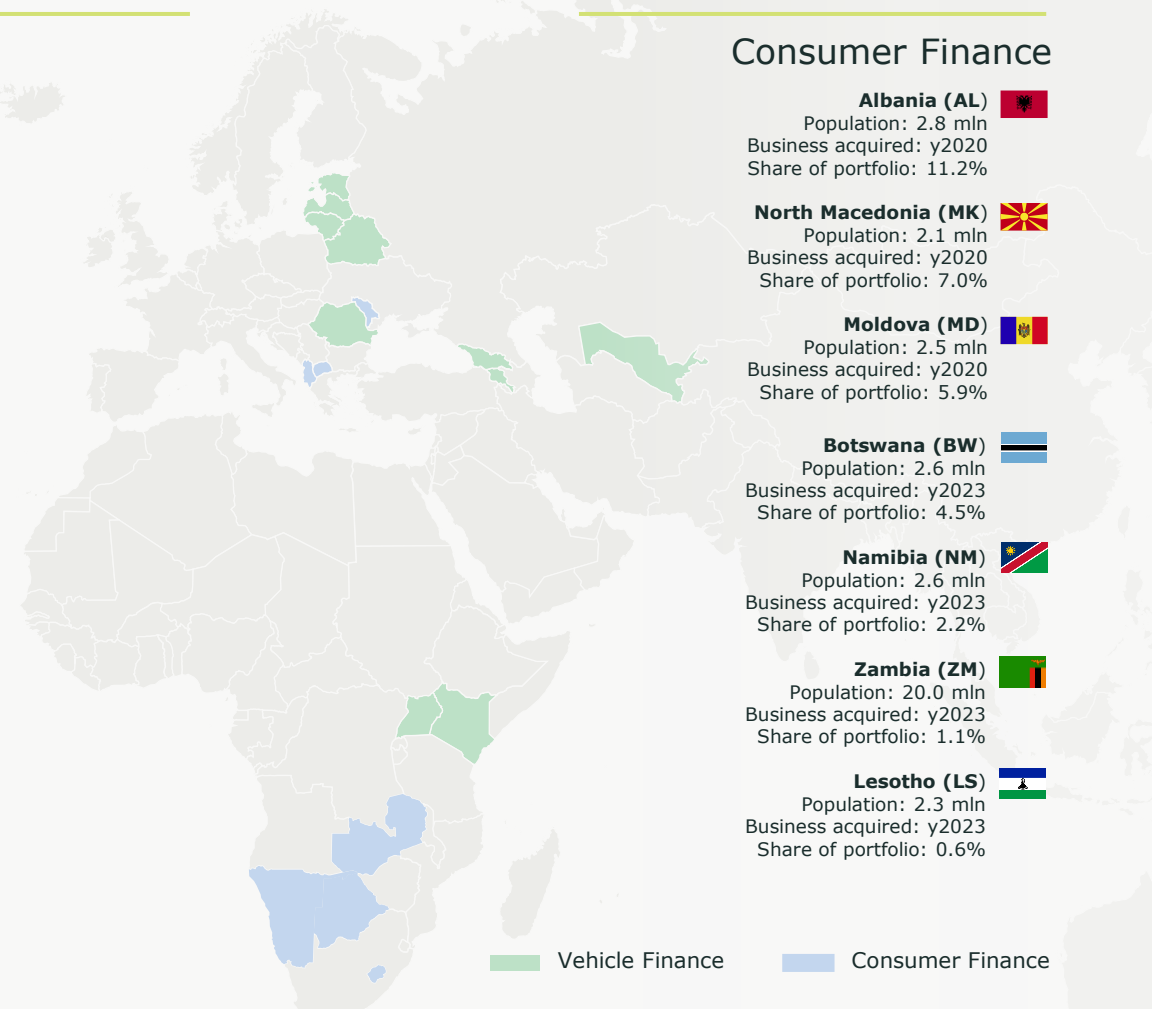 Consumer Finance
Albania (AL)
Population: 2.8 mln
Business acquired: y2020
Share of portfolio: 11.2%
North Macedonia (MK)
Population: 2.1 mln
Business acquired: y2020
Share of portfolio: 7.0%
Moldova (MD)
Population: 2.5 mln
Business acquired: y2020
Share of portfolio: 5.9%
Botswana (BW)
Population: 2.6 mln
Business acquired: y2023
Share of portfolio: 4.5%
Namibia (NM)
Population: 2.6 mln
Business acquired: y2023
Share of portfolio: 2.2%
Zambia (ZM)
Population: 20.0 mln
Business acquired: y2023
Share of portfolio: 1.1%
Lesotho (LS)
Population: 2.3 mln
Business acquired: y2023
Share of portfolio: 0.6%
Vehicle Finance
Consumer Finance